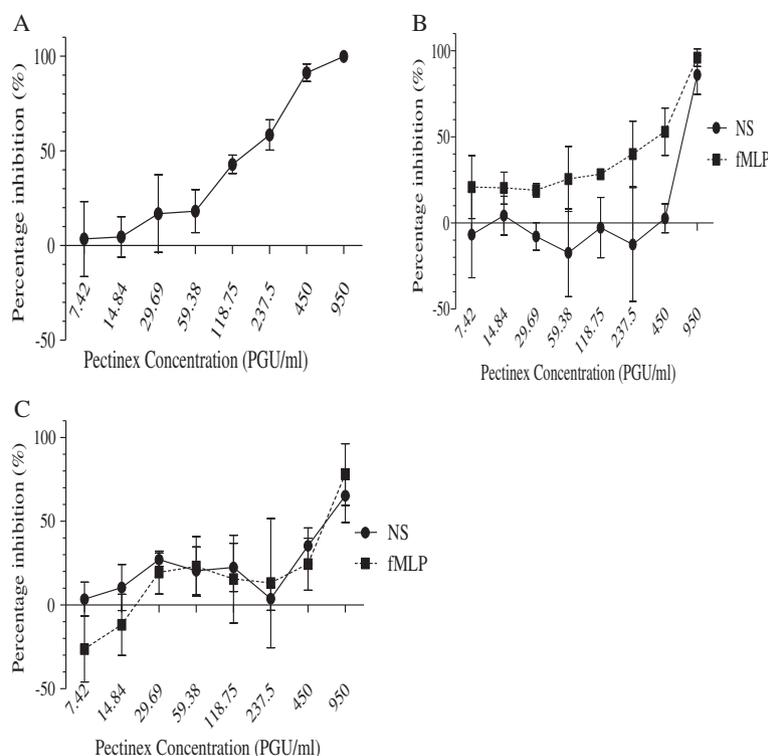 A
Percentage inhibition (%)
100
50
0
-50
7.42 14.84 29.69 59.38 118.75 237.5 450 950
Pectinex Concentration (PGU/ml)
B
Percentage inhibition (%)
100
50
0
-50
7.42 14.84 29.69 59.38 118.75 237.5 450 950
Pectinex Concentration (PGU/ml)
NS
fMLP
C
Percentage inhibition (%)
100
50
0
-50
7.42 14.84 29.69 59.38 118.75 237.5 450 950
Pectinex Concentration (PGU/ml)
NS
fMLP